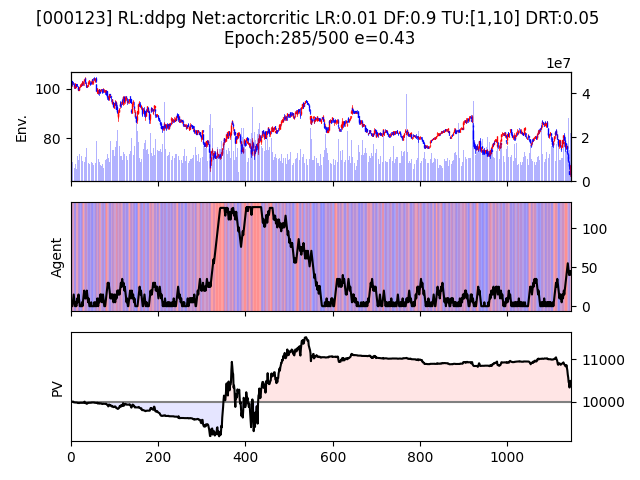 [000123] RL:ddpg Net:actorcritic LR:0.01 DF:0.9 TU:[1,10] DRT:0.05
Epoch:285/500 e=0.43
1e7
Env.
100
80
4
2
0
Agent
100
50
0
PV
11000
10000
0 200 400 600 800 1000